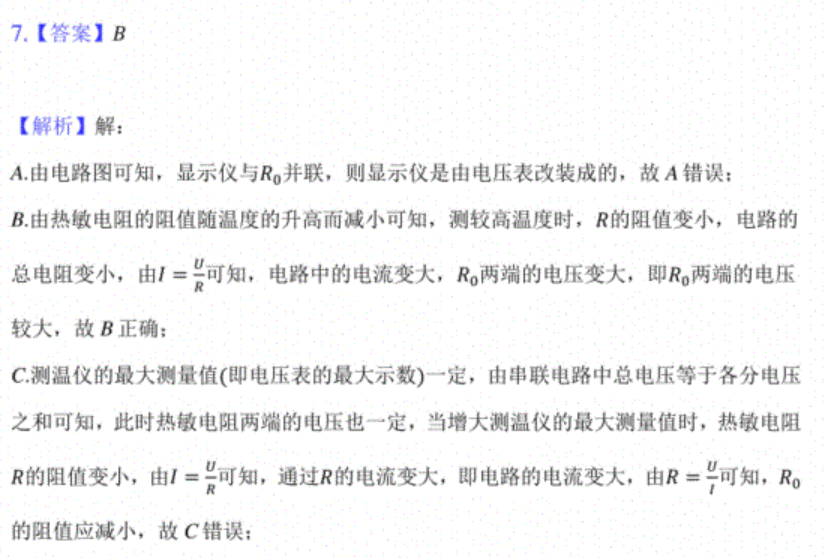 7.【答案】B
【解析】解：
A.由电路图可知，显示仪与R₀并联，则显示仪是由电压表改装成的，故 A 错误；
B.由热敏电阻的阻值随温度的升高而减小可知，测较高温度时，R的阻值变小，电路的
总电阻变小，由I = U/R可知，电路中的电流变大，R₀两端的电压变大，即R₀两端的电压
较大，故 B 正确；
C.测温仪的最大测量值(即电压表的最大示数)一定，由串联电路中总电压等于各分电压
之和可知，此时热敏电阻两端的电压也一定，当增大测温仪的最大测量值时，热敏电阻
R的阻值变小，由I = U/R可知，通过R的电流变大，即电路的电流变大，由R = U/I可知，R₀
的阻值应减小，故 C 错误；